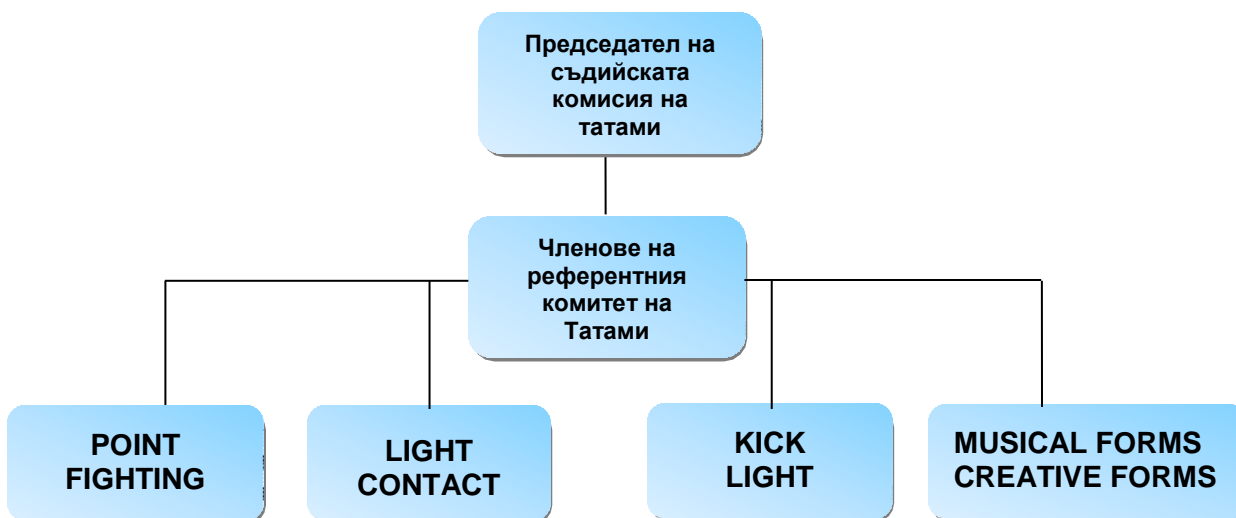 Председател на
съдийската
комисия на
татами
Членове на
референтния
комитет на
Татами
POINT
FIGHTING
LIGHT
CONTACT
KICK
LIGHT
MUSICAL FORMS
CREATIVE FORMS